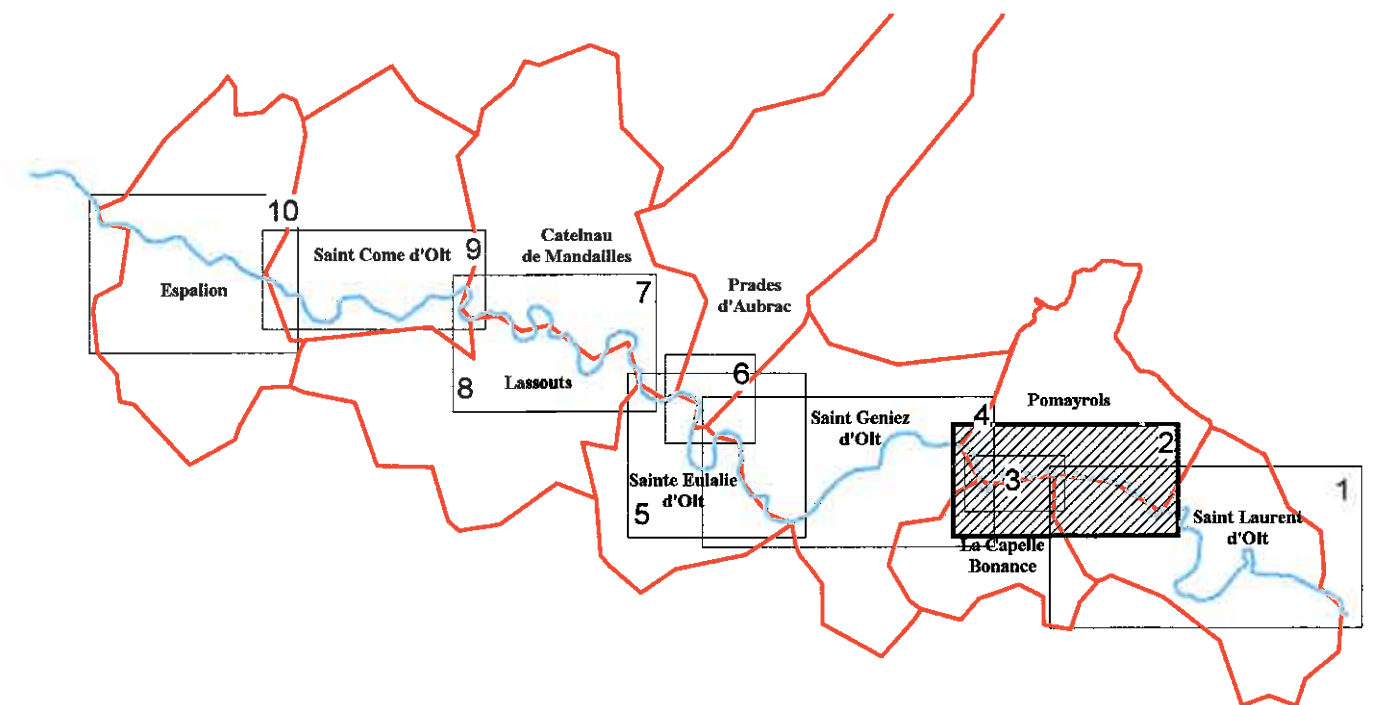 10
Saint Come d'Olt
9
Espalion
Catelnau
de Mandailles
7
8
Lassouts
Prades
d'Aubrac
6
Saint Geniez
d'Olt
Sainte Eulalie
d'Olt
5
4
Pomayrols
2
3
La Capelle
Bonance
1
Saint Laurent
d'Olt